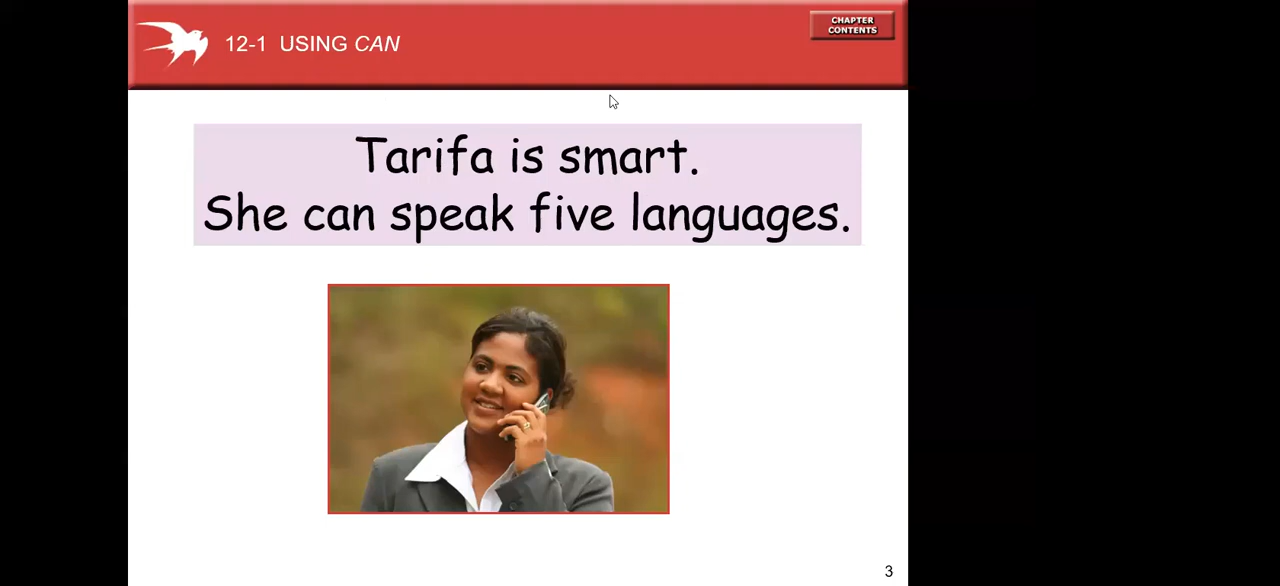 CHAPTER
CONTENTS
12-1 USING CAN
Tarifa is smart.
She can speak five languages.
3